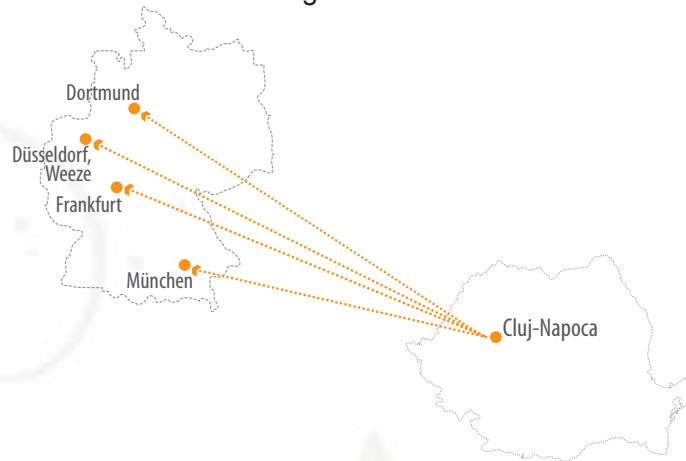 Dortmund
Düsseldorf,
Weeze
Frankfurt
München
Cluj-Napoca